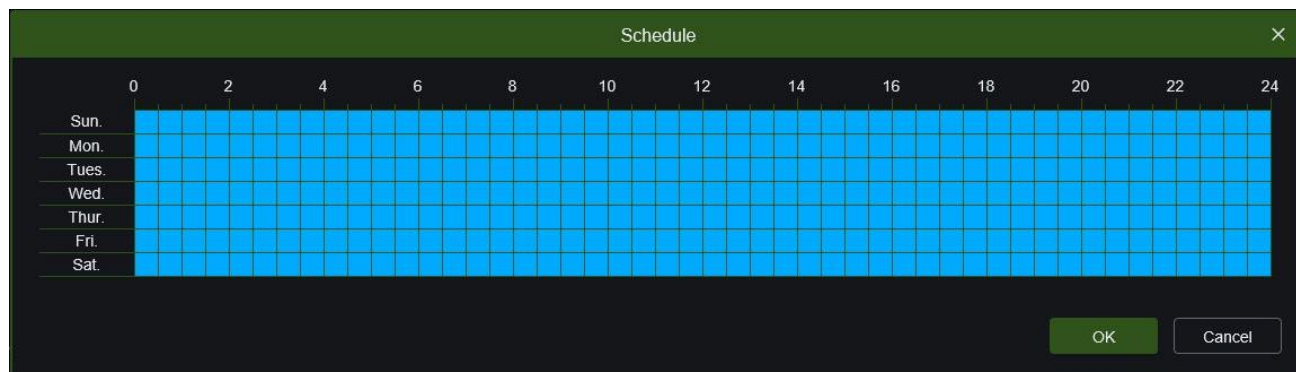 Schedule
0 2 4 6 8 10 12 14 16 18 20 22 24
Sun.
Mon.
Tues.
Wed.
Thur.
Fri.
Sat.
OK Cancel